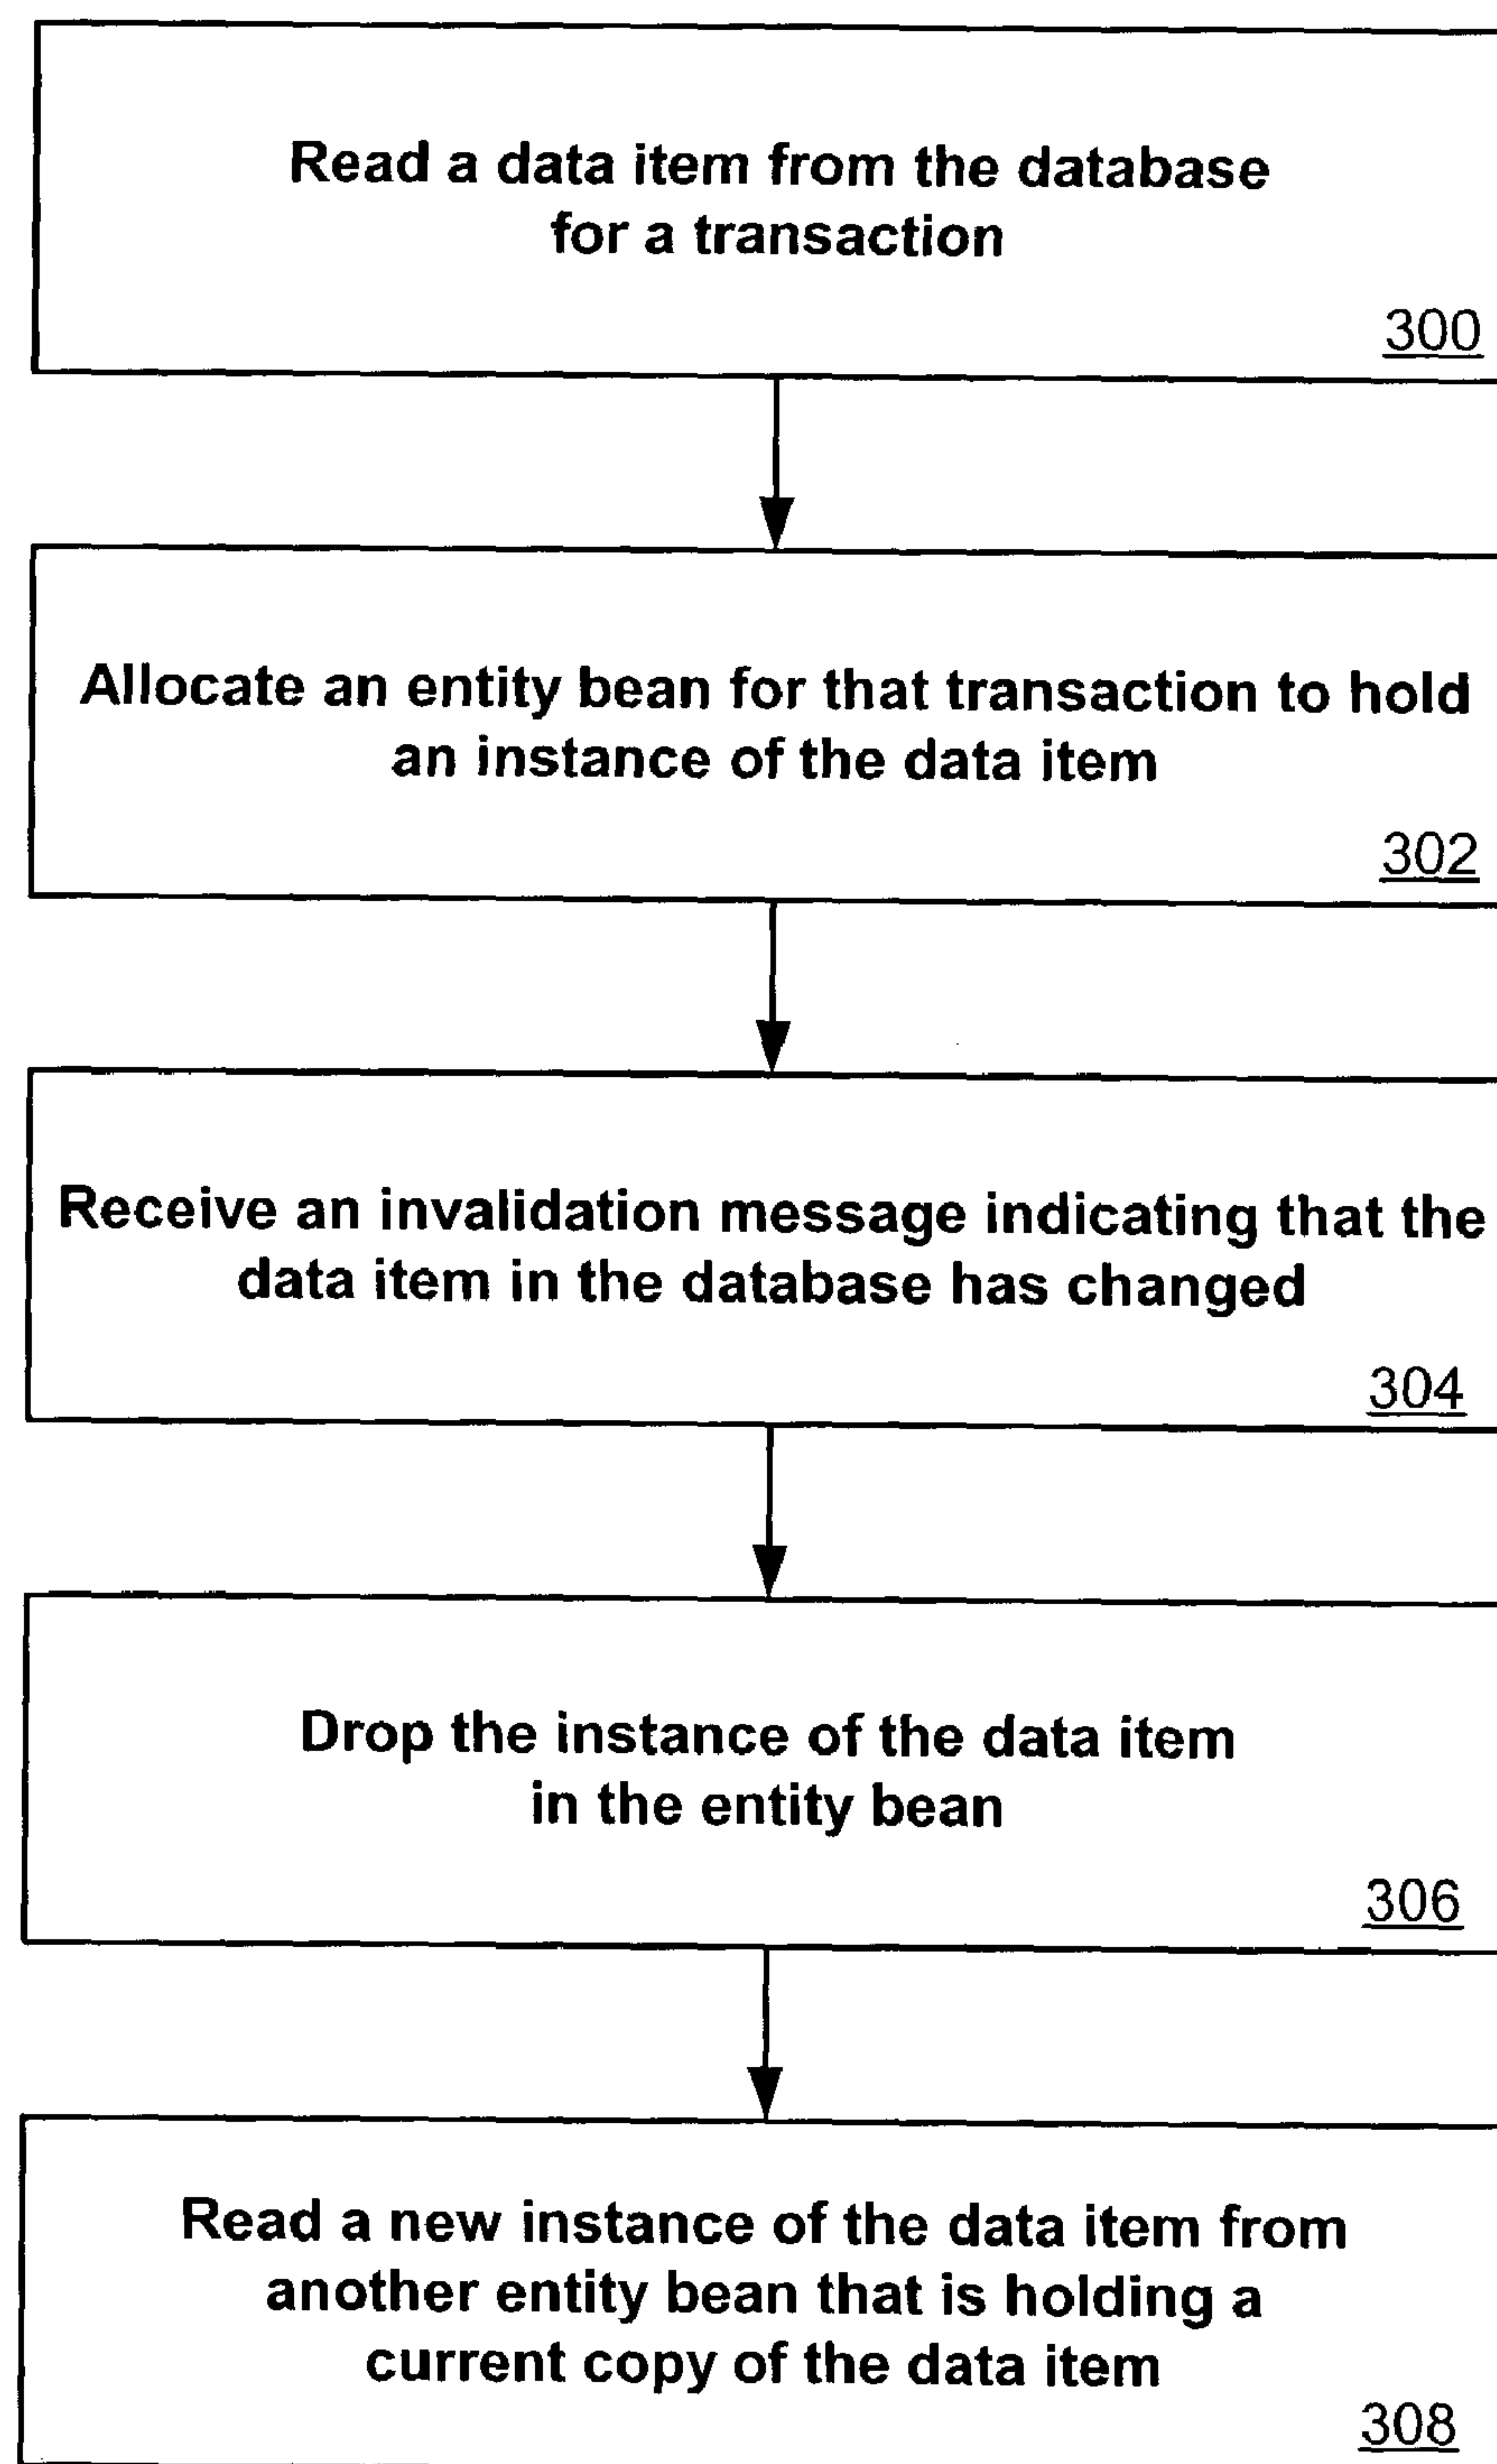 Read a data item from the database
for a transaction
300
Allocate an entity bean for that transaction to hold
an instance of the data item
302
Receive an invalidation message indicating that the
data item in the database has changed
304
Drop the instance of the data item
in the entity bean
306
Read a new instance of the data item from
another entity bean that is holding a
current copy of the data item
308